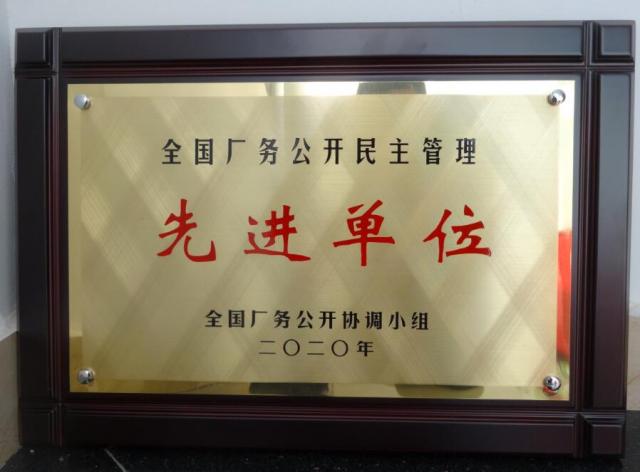 全国厂务公开民主管理
先进单位
全国厂务公开协调小组
二〇二〇年